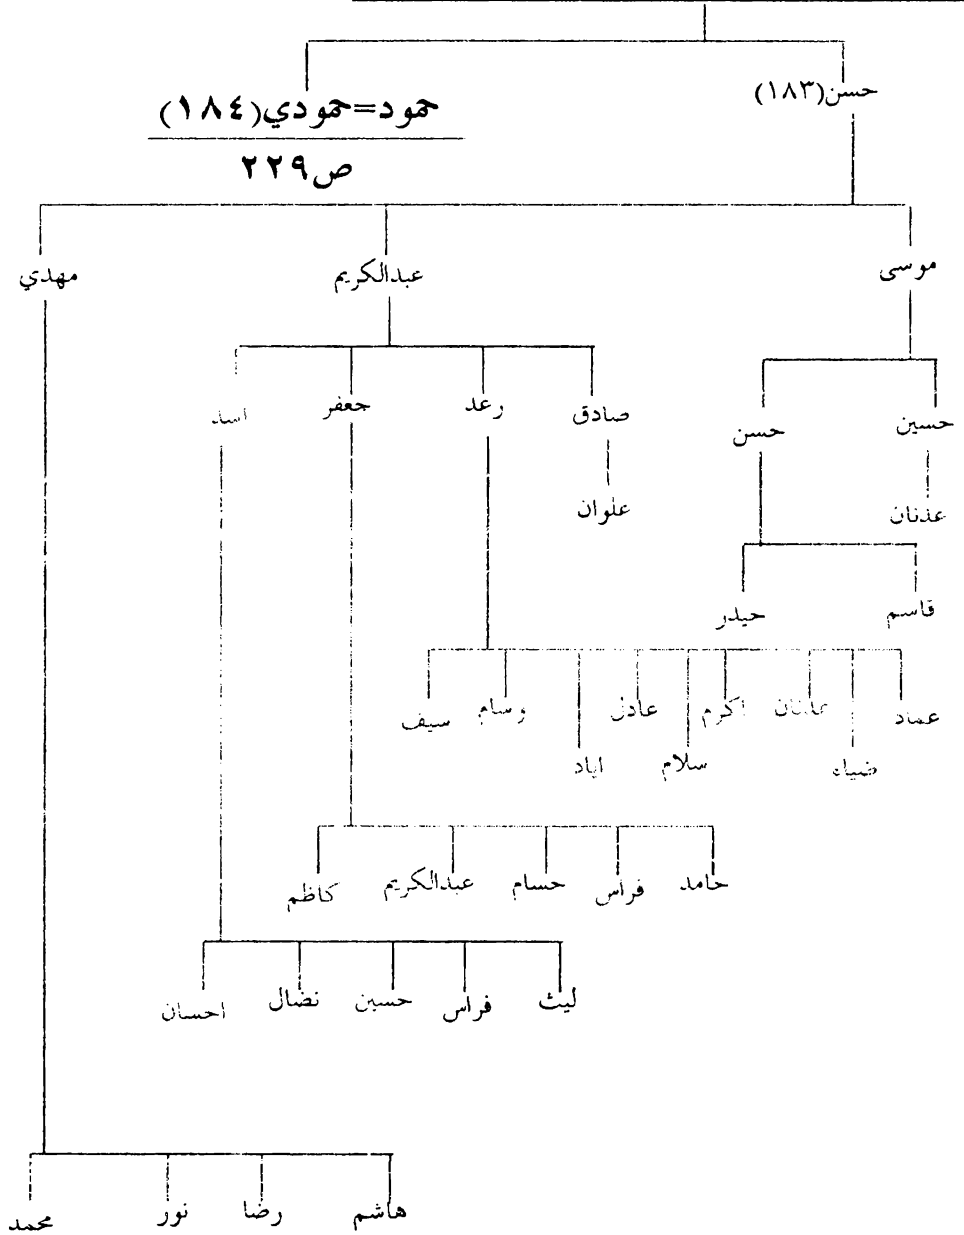 حسن(١٨٣)
حمود=حمودي(١٨٤)
ص٢٢٩
موسى
عبدالكريم
مهدي
حسين
حسن
صادق
رعد
جعفر
اسد
عدنان
علوان
قاسم
حيدر
عماد
عدنان
اكرم
عادل
وسام
سيف
ضياء
سلام
اياد
حامد
فراس
حسام
عبدالكريم
كاظم
ليث
فراس
حسين
نضال
احسان
هاشم
رضا
نور
محمد